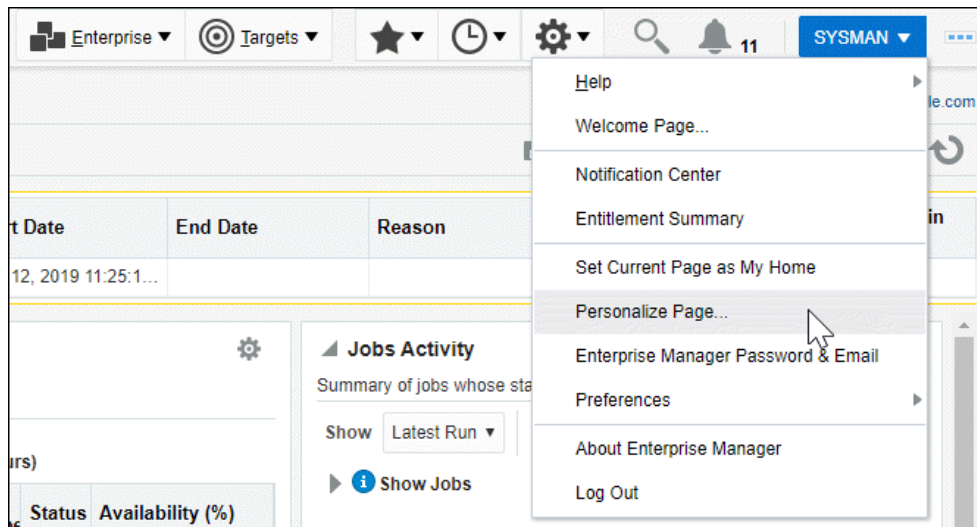 Enterprise ▼ Targets ▼ 11 SYSMAN ▼
Help
le.com
Welcome Page...
Notification Center
Entitlement Summary
rt Date End Date Reason in
12, 2019 11:25:1...
Set Current Page as My Home
Personalize Page...
Enterprise Manager Password & Email
Preferences
About Enterprise Manager
Log Out
Jobs Activity
Summary of jobs whose sta
Show Latest Run ▼
urs)
Show Jobs
Status Availability (%)